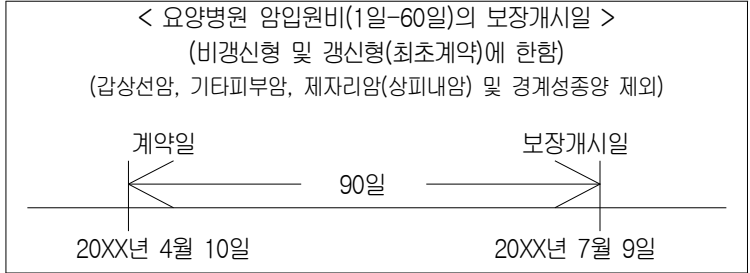 < 요양병원 암입원비(1일-60일)의 보장개시일 >
(비갱신형 및 갱신형(최초계약)에 한함)
(갑상선암, 기타피부암, 제자리암(상피내암) 및 경계성종양 제외)
계약일 보장개시일
90일
20XX년 4월 10일 20XX년 7월 9일